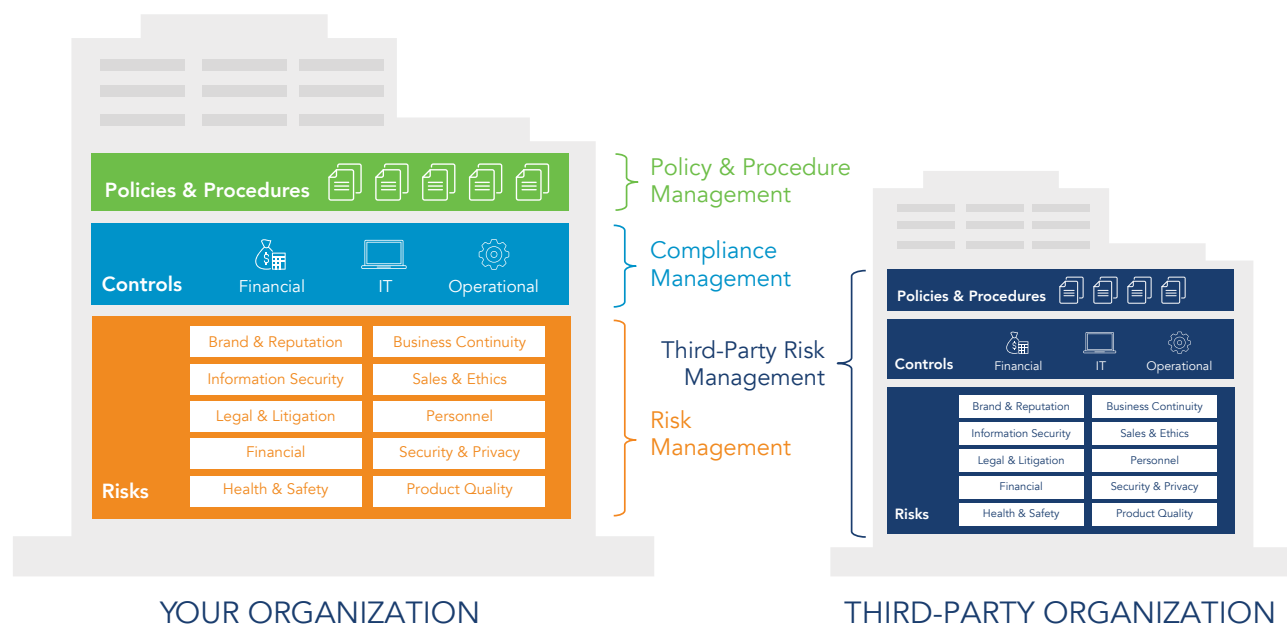 Policies & Procedures
Policy & Procedure
Management
Controls
Financial
IT
Operational
Compliance
Management
Risks
Brand & Reputation
Business Continuity
Information Security
Sales & Ethics
Legal & Litigation
Personnel
Financial
Security & Privacy
Health & Safety
Product Quality
Risk
Management
YOUR ORGANIZATION
Third-Party Risk
Management
Policies & Procedures
Controls
Financial
IT
Operational
Risks
Brand & Reputation
Business Continuity
Information Security
Sales & Ethics
Legal & Litigation
Personnel
Financial
Security & Privacy
Health & Safety
Product Quality
THIRD-PARTY ORGANIZATION